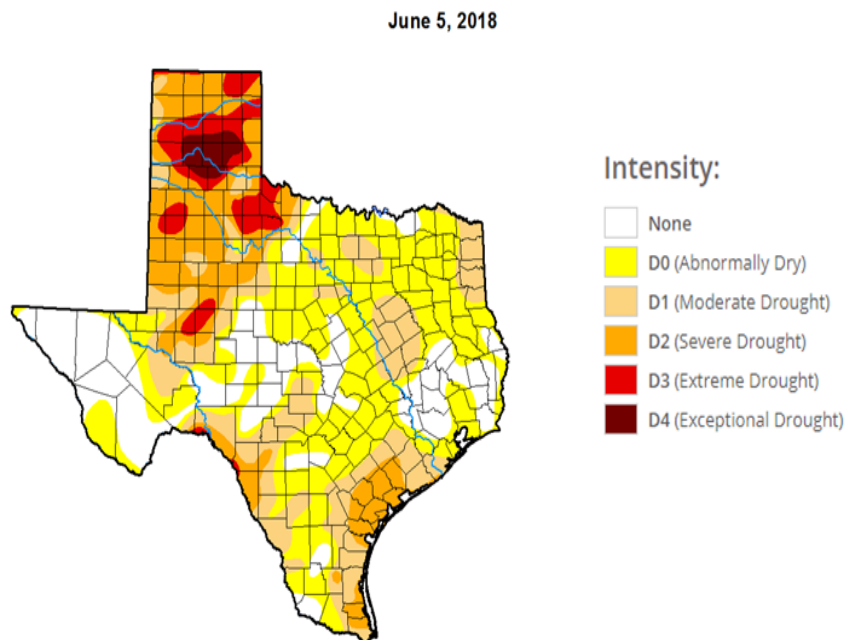 June 5, 2018
Intensity:
None
D0 (Abnormally Dry)
D1 (Moderate Drought)
D2 (Severe Drought)
D3 (Extreme Drought)
D4 (Exceptional Drought)